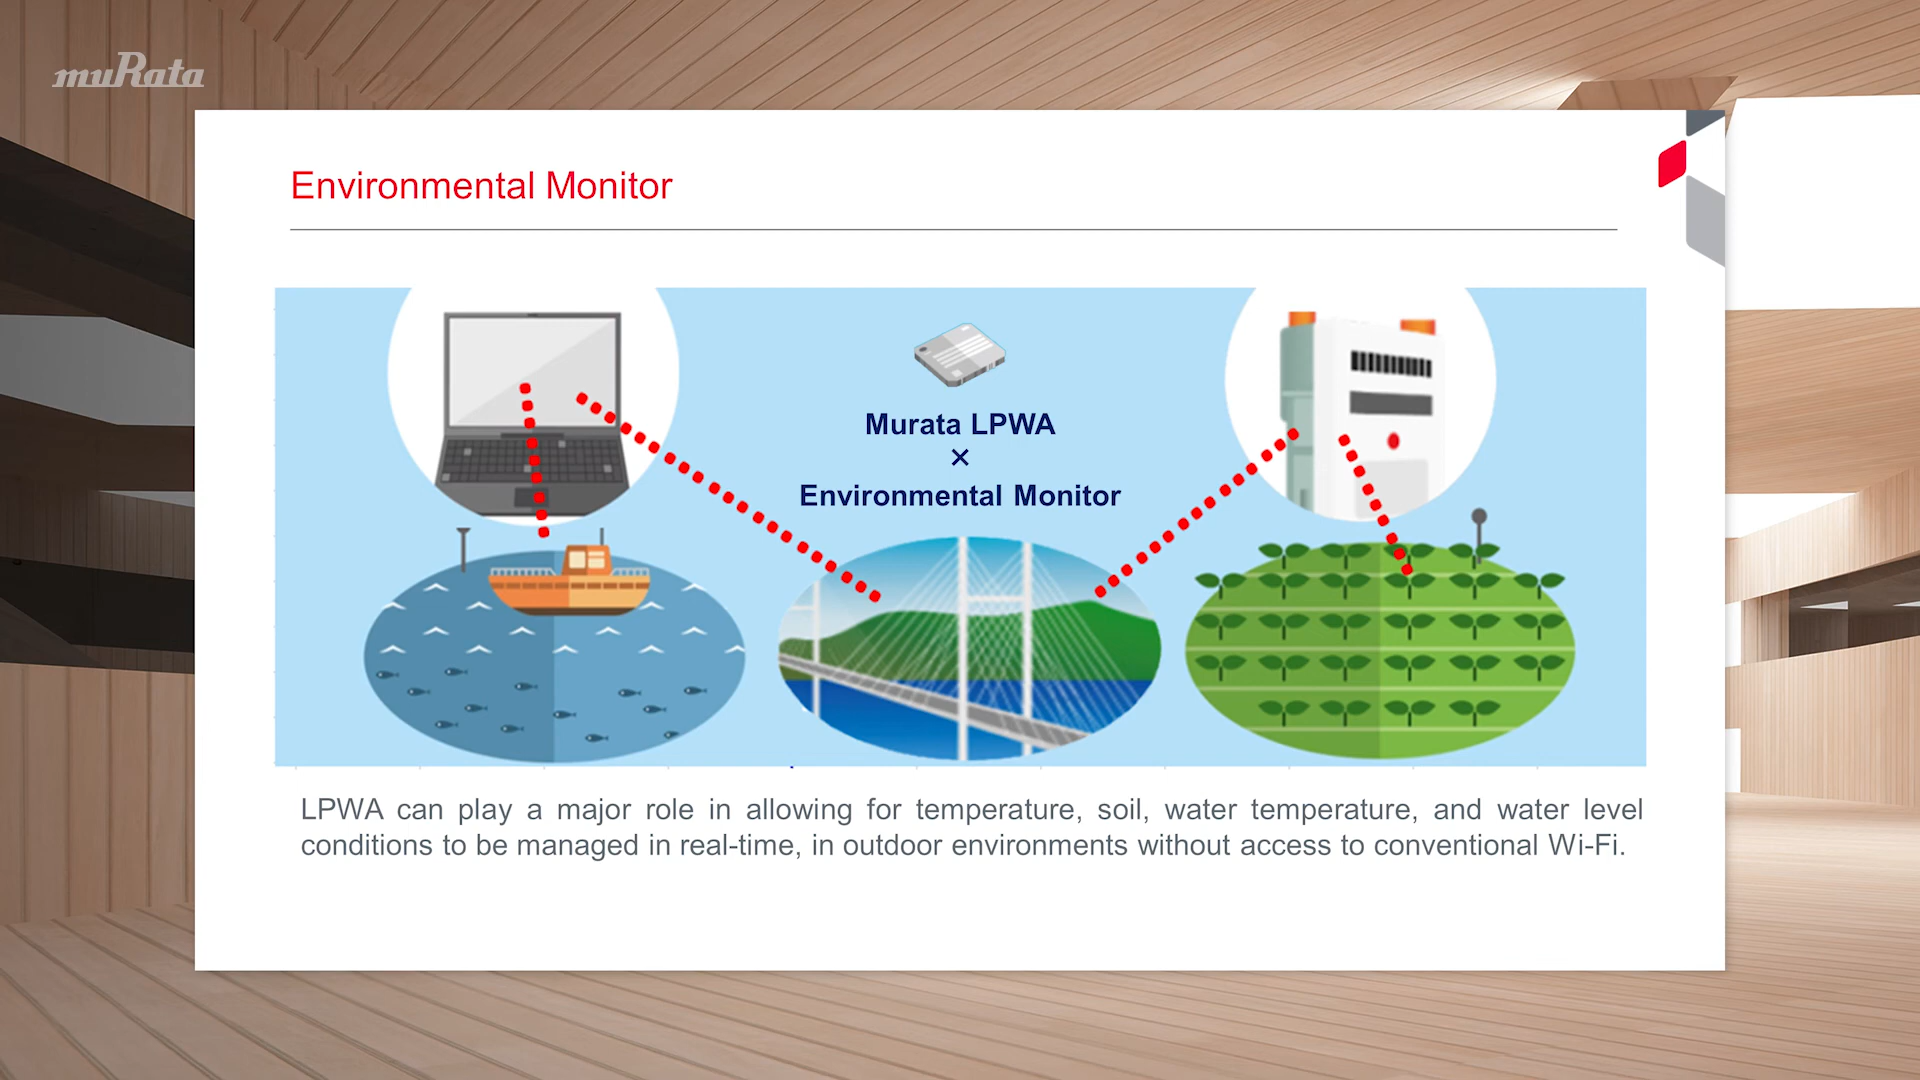 muRata
Environmental Monitor
Murata LPWA
×
Environmental Monitor
LPWA can play a major role in allowing for temperature, soil, water temperature, and water level
conditions to be managed in real-time, in outdoor environments without access to conventional Wi-Fi.